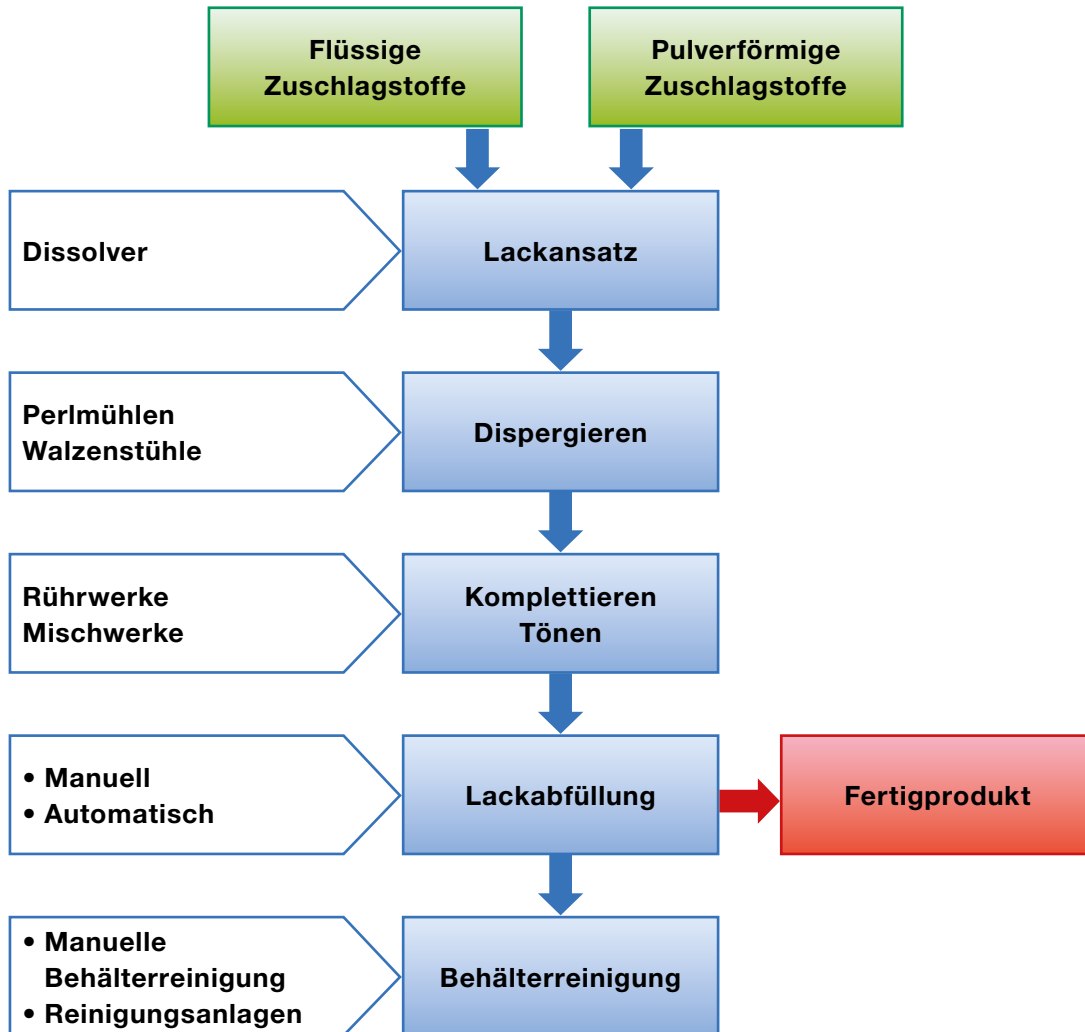 Flüssige
Zuschlagstoffe
Pulverförmige
Zuschlagstoffe
Dissolver
Lackansatz
Perlmühlen
Walzenstühle
Dispergieren
Rührwerke
Mischwerke
Komplettieren
Tönen
• Manuell
• Automatisch
Lackabfüllung
Fertigprodukt
• Manuelle
Behälterreinigung
• Reinigungsanlagen
Behälterreinigung